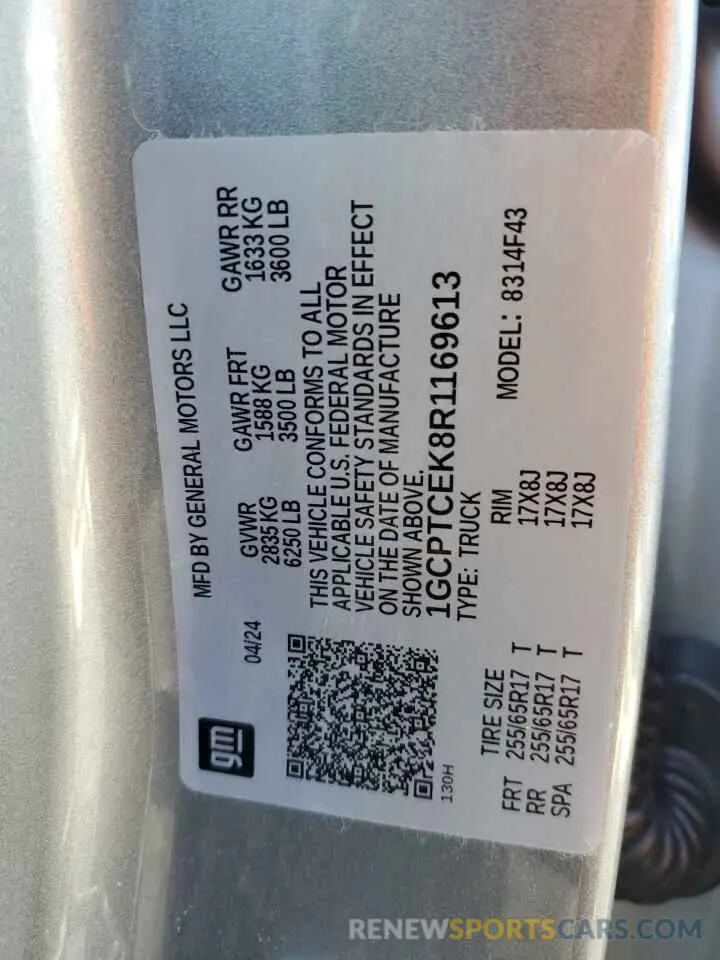 gm
04/24
MFD BY GENERAL MOTORS LLC
GVWR GAWR FRT GAWR RR
2835KG 1588 KG 1633 KG
6250 LB 3500 LB 3600 LB
THIS VEHICLE CONFORMS TO ALL
APPLICABLE U.S. FEDERAL MOTOR
VEHICLE SAFETY STANDARDS IN EFFECT
ON THE DATE OF MANUFACTURE
SHOWN ABOVE.
1GCPTCEK8R1169613
130H
TYPE: TRUCK MODEL: 8314F43
TIRE SIZE RIM
FRT 255/65R17 T 17X8J
RR 255/65R17 T 17X8J
SPA 255/65R17 T 17X8J
RENEWSPORTSCARS.COM